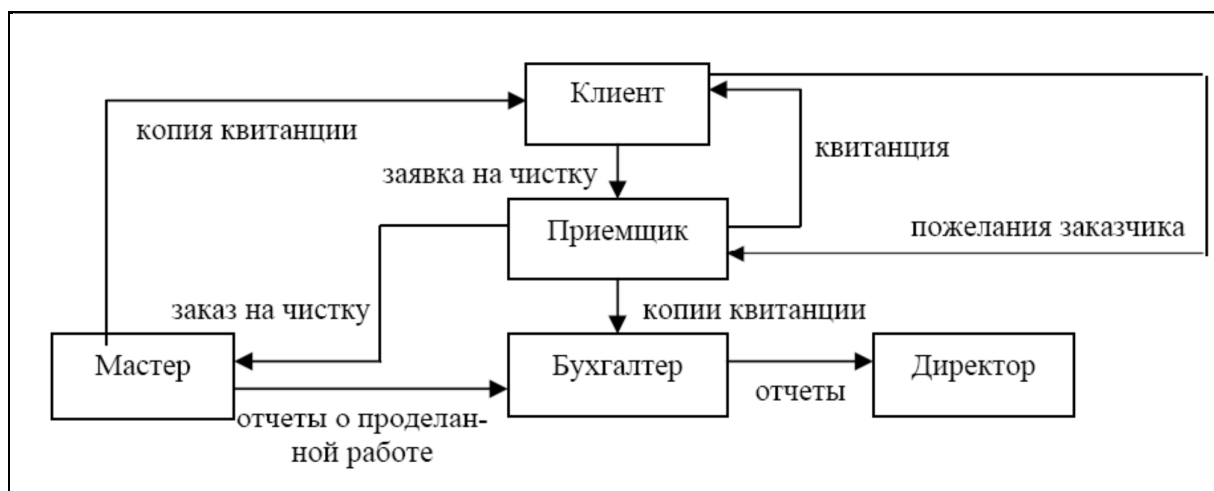 Клиент
копия квитанции
квитанция
заявка на чистку
Приемщик
пожелания заказчика
заказ на чистку
копии квитанции
Мастер
Бухгалтер
Директор
отчеты
отчеты о проделан-
ной работе